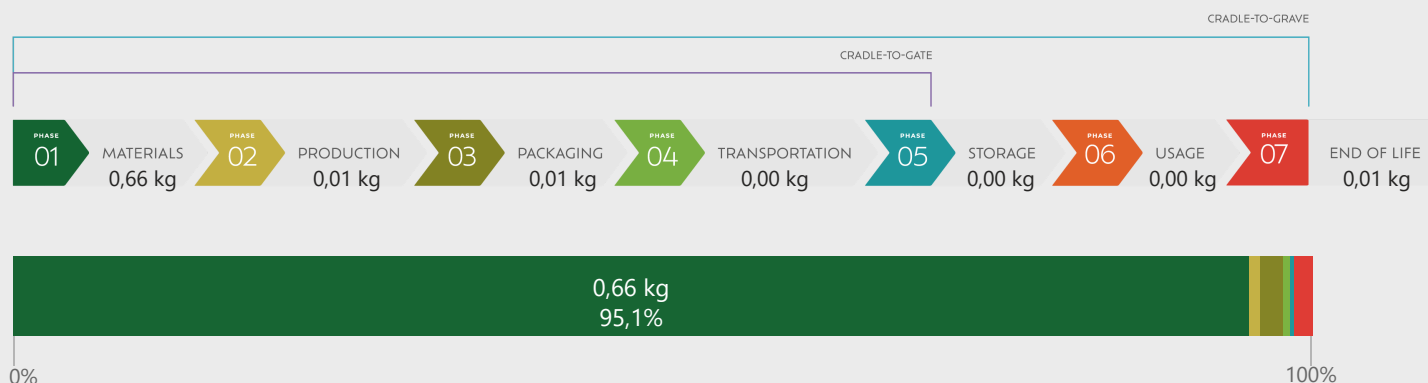 CRADLE-TO-GRAVE
CRADLE-TO-GATE
PHASE
01
MATERIALS
0,66 kg
PHASE
02
PRODUCTION
0,01 kg
PHASE
03
PACKAGING
0,01 kg
PHASE
04
TRANSPORTATION
0,00 kg
PHASE
05
STORAGE
0,00 kg
PHASE
06
USAGE
0,00 kg
PHASE
07
END OF LIFE
0,01 kg
0,66 kg
95,1%
0%
100%